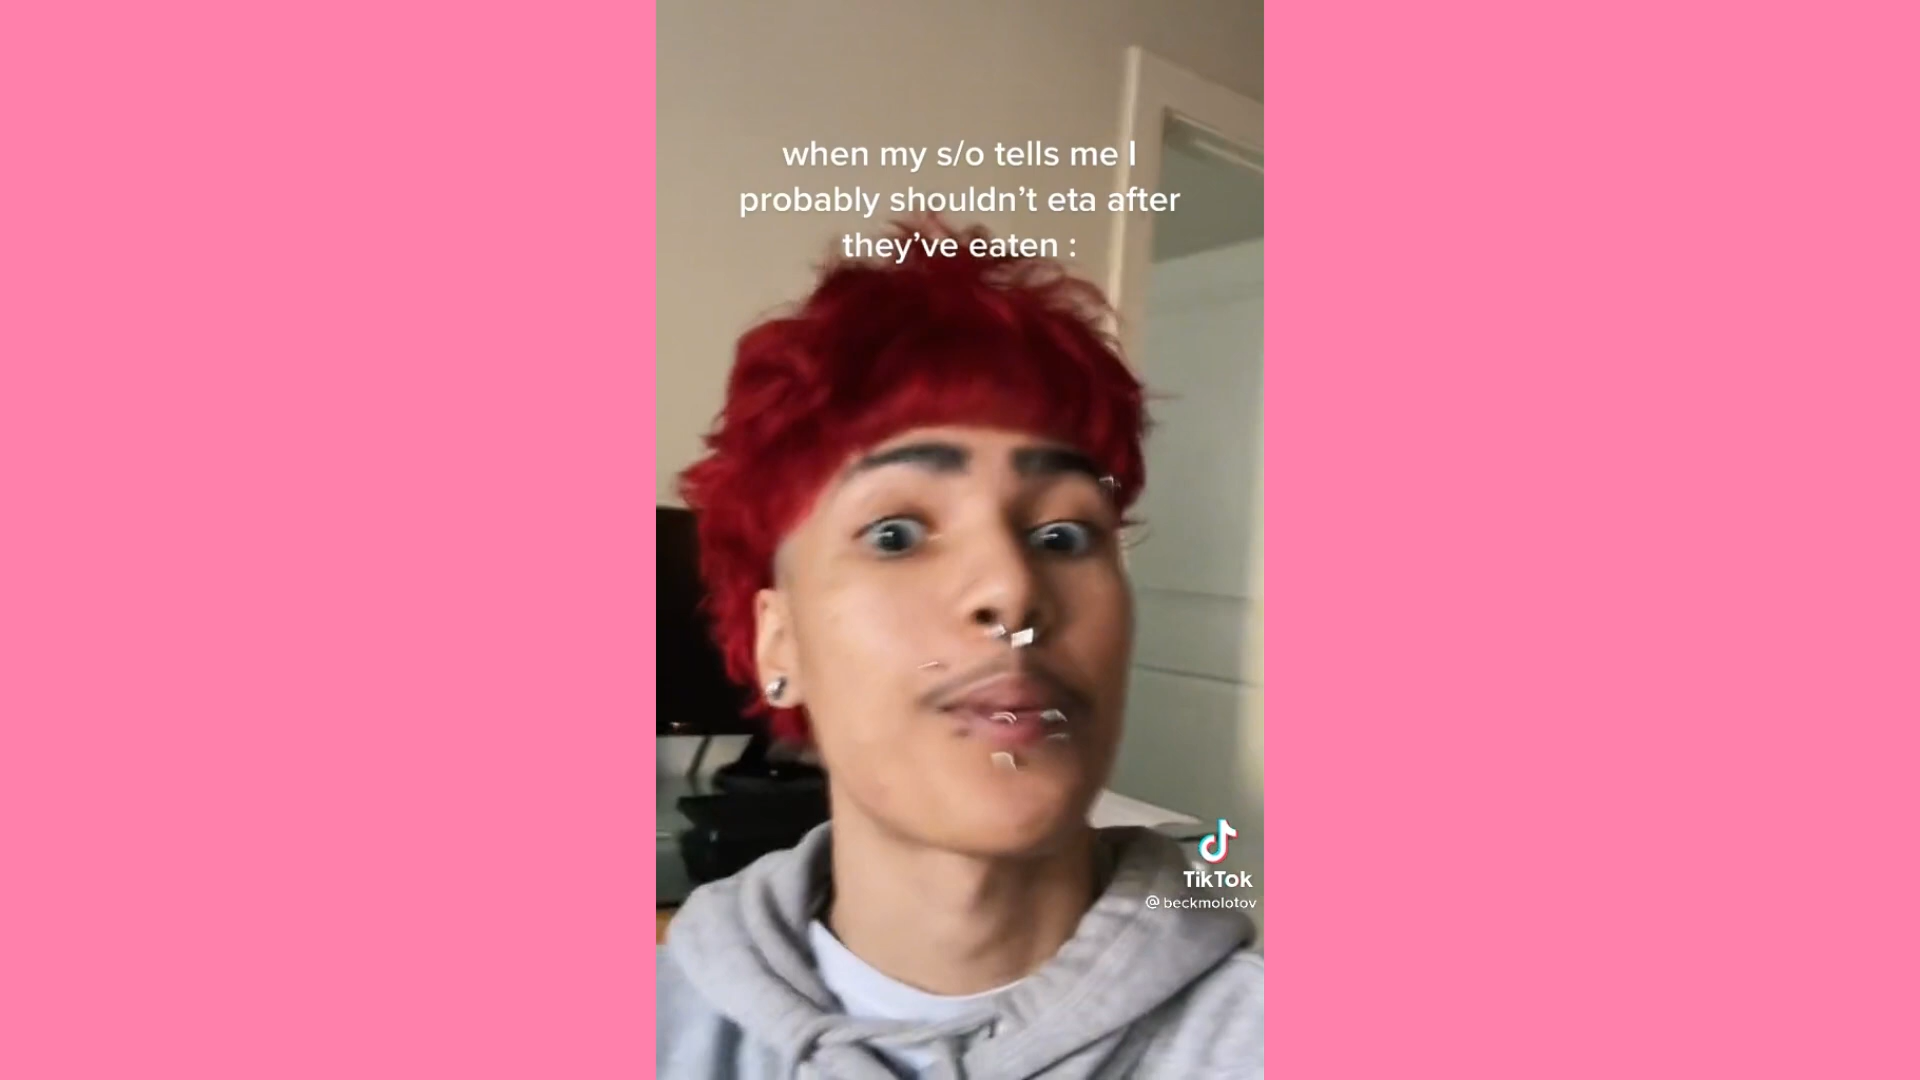 when my s/o tells me I
probably shouldn't eta after
they've eaten :
TikTok
@beckmolotov